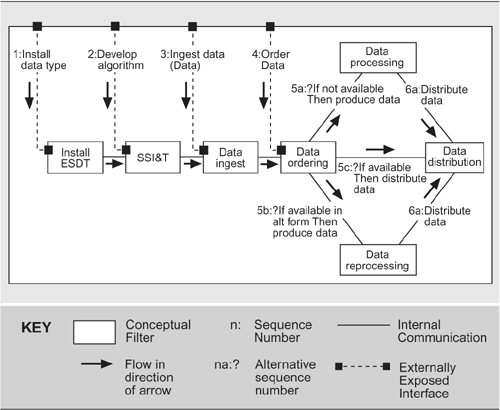 1:Install
data type
2:Develop
algorithm
3:Ingest data
(Data)
4:Order
Data
Data
processing
5a:?If not available
Then produce data
6a:Distribute
data
Install
ESDT
SSI&T
Data
ingest
Data
ordering
Data
distribution
5c:?If available
Then distribute
data
5b:?If available in
alt form Then
produce data
6a:Distribute
data
Data
reprocessing
KEY
Conceptual
Filter
n:
Sequence
Number
Internal
Communication
Flow in
direction
of arrow
na:?
Alternative
sequence
number
Externally
Exposed
Interface